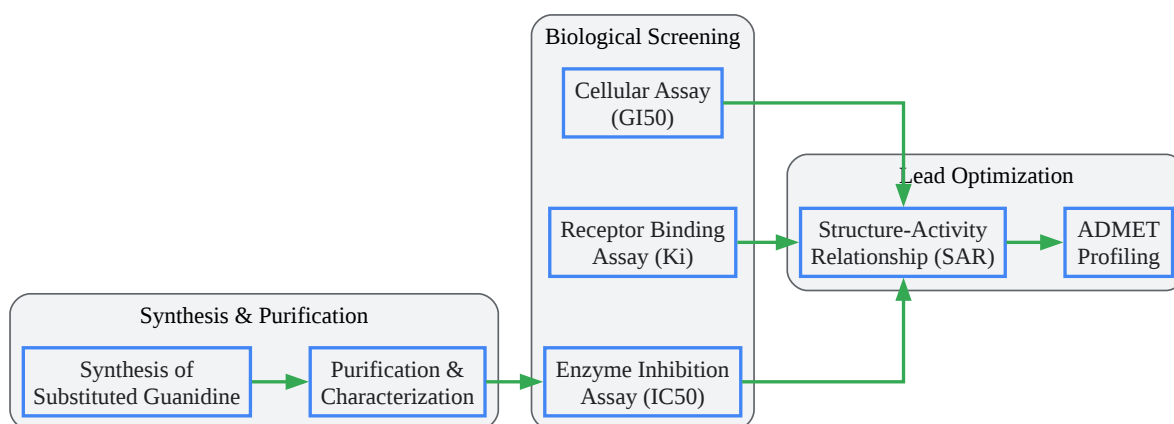 Biological Screening
Cellular Assay
(GI50)
Lead Optimization
Receptor Binding
Assay (Ki)
Structure-Activity
Relationship (SAR)
ADMET
Profiling
Synthesis & Purification
Synthesis of
Substituted Guanidine
Purification &
Characterization
Enzyme Inhibition
Assay (IC50)